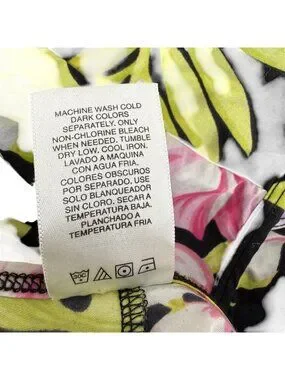 MACHINE WASH COLD
DARK COLORS
SEPARATELY. ONLY
NON-CHLORINE BLEACH
WHEN NEEDED. TUMBLE
DRY LOW. COOL IRON.
LAVADO A MAQUINA
CON AGUA FRIA.
COLORES OBSCUROS
POR SEPARADO, USE
SOLO BLANQUEADOR
SIN CLORO. SECAR A
TEMPERATURA BAJA.
PLANCHADO A
TEMPERATURA FRIA